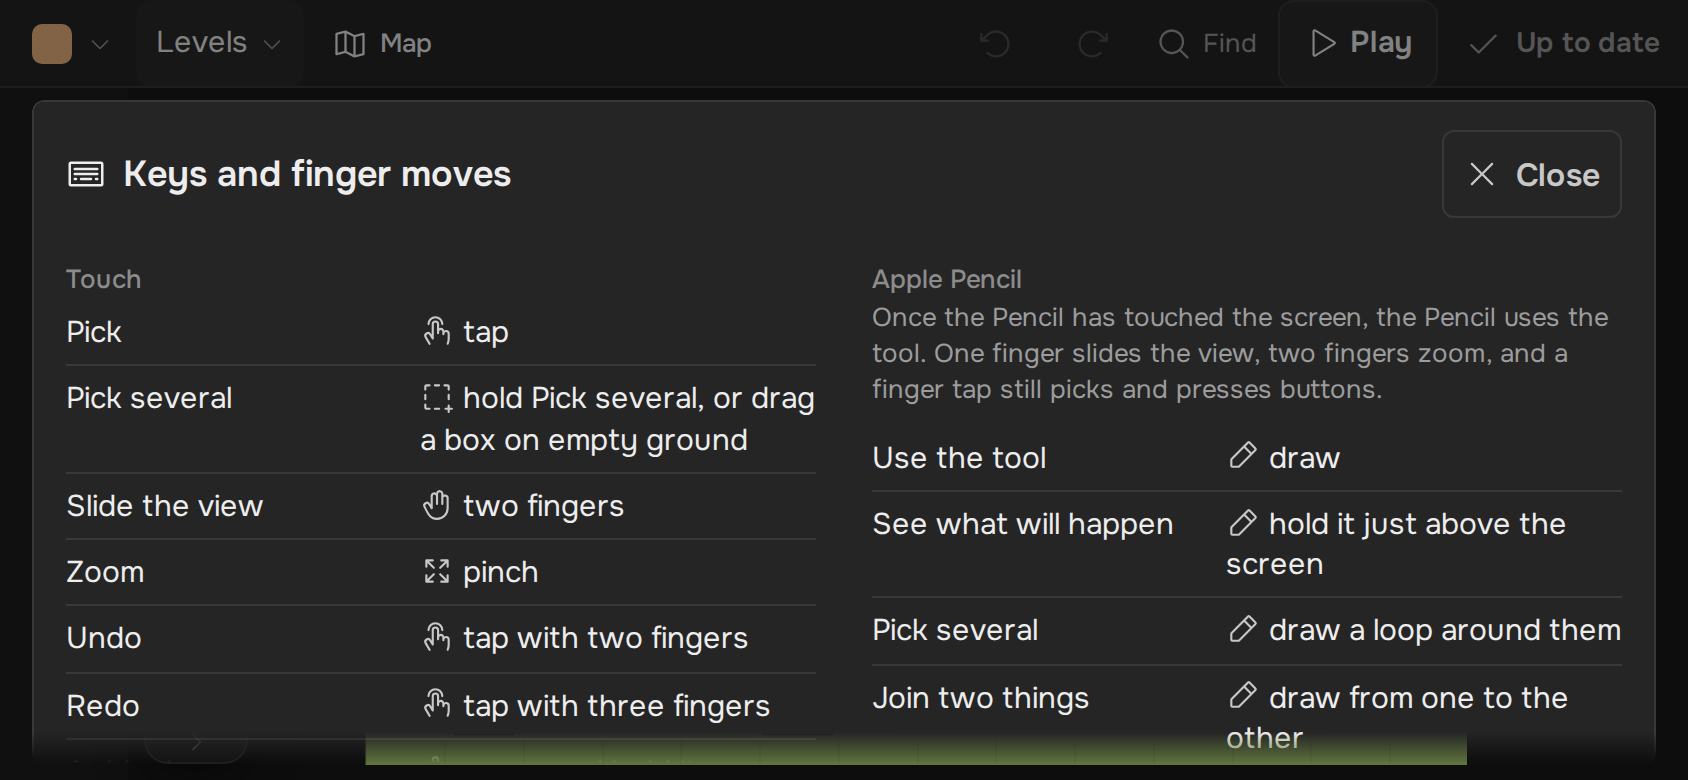 Levels
Map
Find
Play
Up to date
Keys and finger moves
Close
Touch
Pick
tap
Pick several
hold Pick several, or drag
a box on empty ground
Slide the view
two fingers
Zoom
pinch
Undo
tap with two fingers
Redo
tap with three fingers
Apple Pencil
Once the Pencil has touched the screen, the Pencil uses the
tool. One finger slides the view, two fingers zoom, and a
finger tap still picks and presses buttons.
Use the tool
draw
See what will happen
hold it just above the
screen
Pick several
draw a loop around them
Join two things
draw from one to the
other